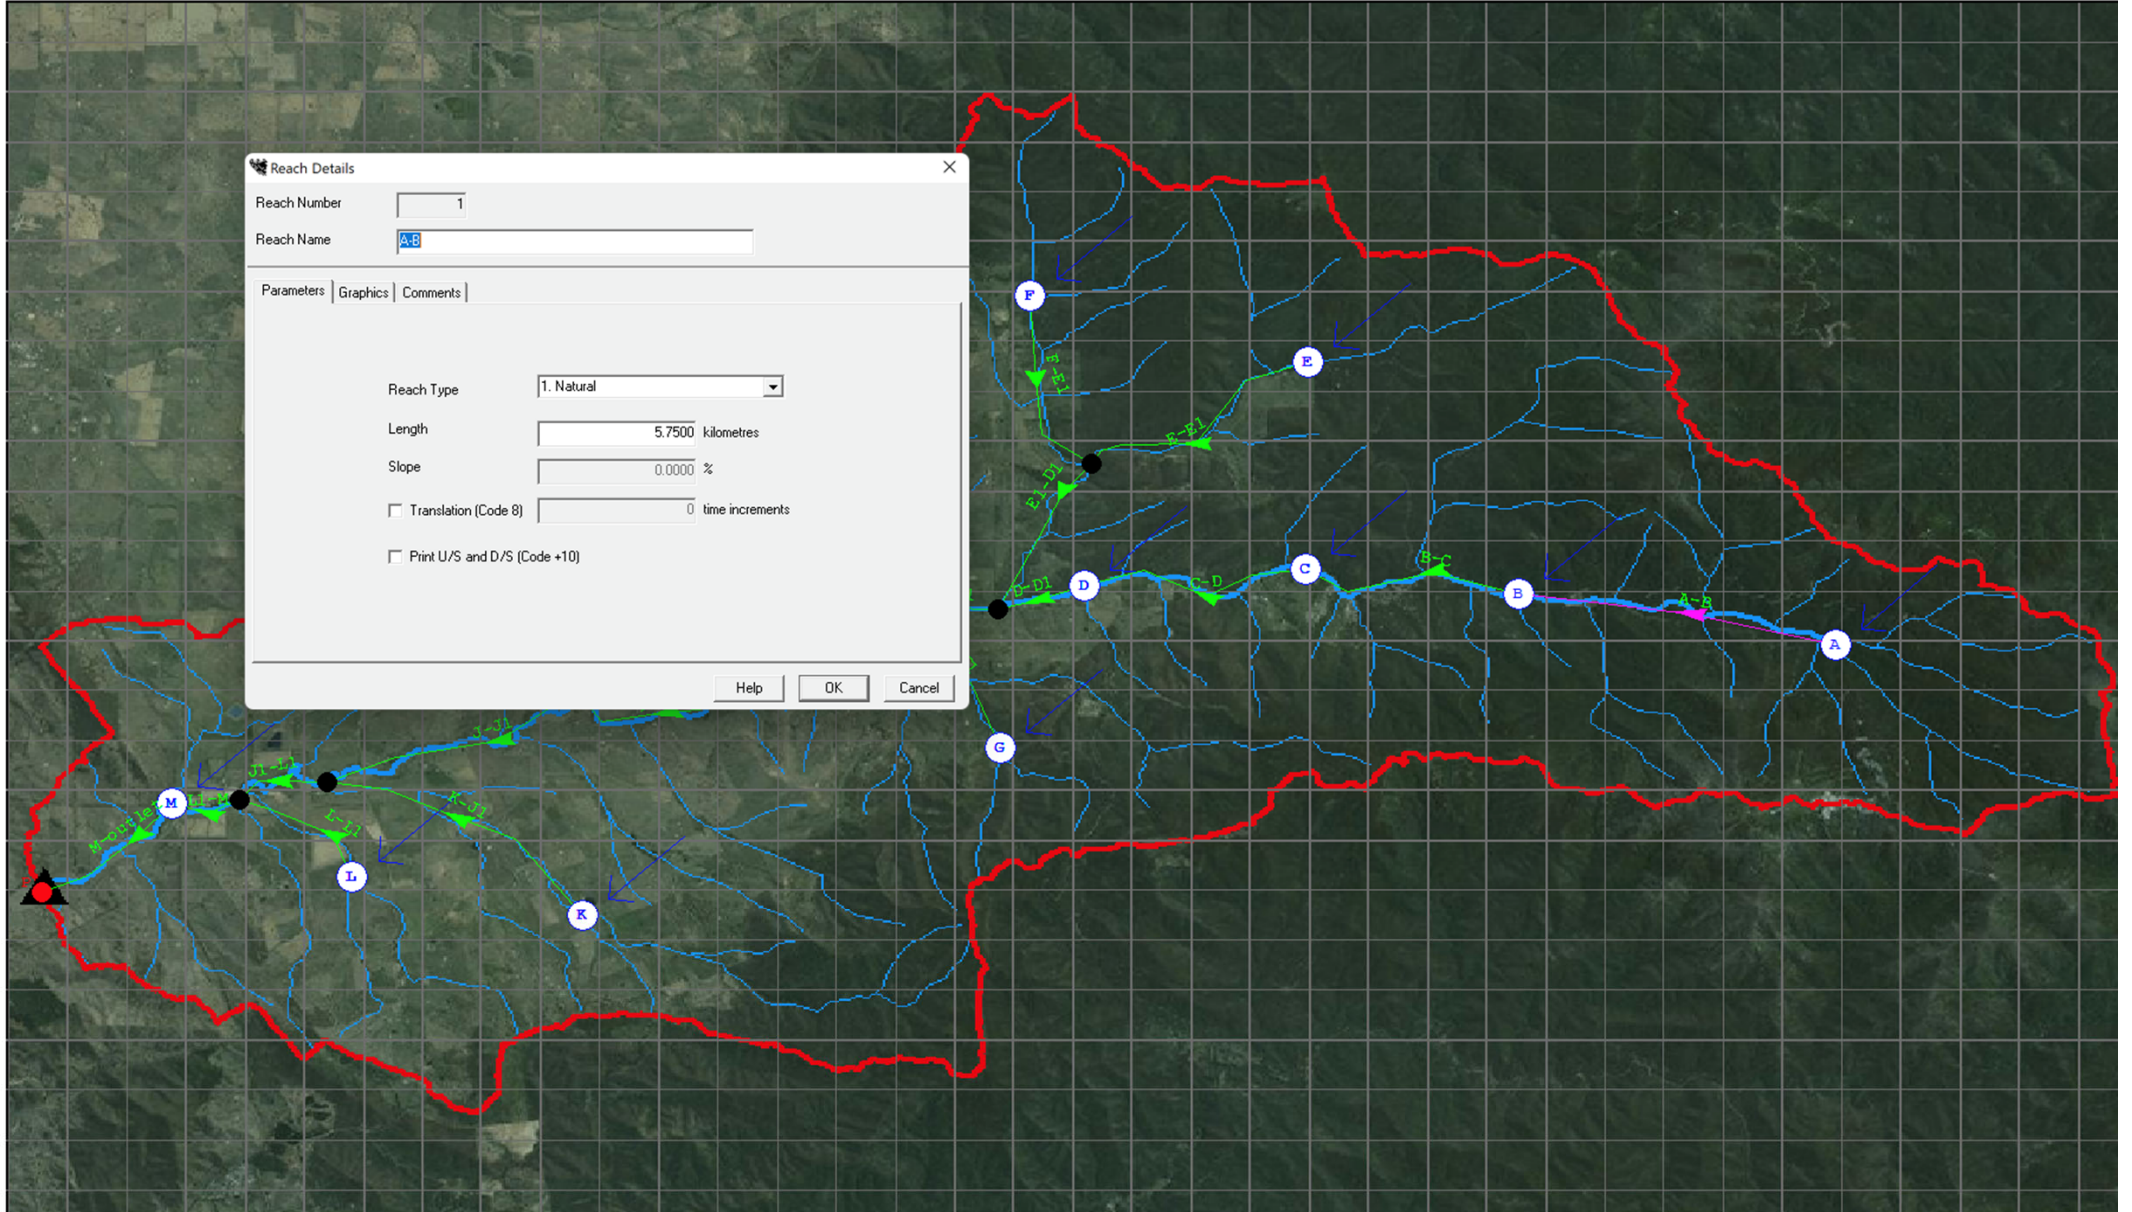 Reach Details
Reach Number 1
Reach Name A-B
Parameters Graphics Comments
Reach Type 1. Natural
Length 5.7500 kilometres
Slope 0.0000 %
Translation (Code 8) 0 time increments
Print U/S and D/S (Code +10)
Help OK Cancel
F
F-E1
E
E-E1
E1-D1
D
D-D1
C-D
C
B-C
B
A-B
A
G
J-J1
J1-L1
M
L1-M
M-outlet
L-L1
K-J1
L
K